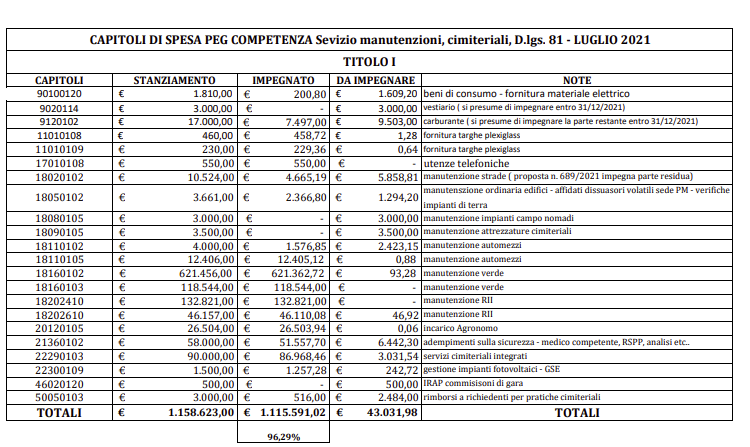 CAPITOLI DI SPESA PEG COMPETENZA Sevizio manutenzioni, cimiteriali, D.lgs. 81 - LUGLIO 2021
TITOLO I
CAPITOLI STANZIAMENTO IMPEGNATO DA IMPEGNARE NOTE
90100120 € 1.810,00 € 200,80 € 1.609,20 beni di consumo - fornitura materiale elettrico
9020114 € 3.000,00 € - € 3.000,00 vestiario ( si presume di impegnare entro 31/12/2021)
9120102 € 17.000,00 € 7.497,00 € 9.503,00 carburante ( si presume di impegnare la parte restante entro 31/12/2021)
11010108 € 460,00 € 458,72 € 1,28 fornitura targhe plexiglass
11010109 € 230,00 € 229,36 € 0,64 fornitura targhe plexiglass
17010108 € 550,00 € 550,00 € - utenze telefoniche
18020102 € 10.524,00 € 4.665,19 € 5.858,81 manutenzione strade ( proposta n. 689/2021 impegna parte residua)
18050102 € 3.661,00 € 2.366,80 € 1.294,20 manutenszione ordinaria edifici - affidati dissuasori volatili sede PM - verifiche
impianti di terra
18080105 € 3.000,00 € - € 3.000,00 manutenzione impianti campo nomadi
18090105 € 3.500,00 € - € 3.500,00 manutenzione attrezzature cimiteriali
18110102 € 4.000,00 € 1.576,85 € 2.423,15 manutenzione automezzi
18110105 € 12.406,00 € 12.405,12 € 0,88 manutenzione automezzi
18160102 € 621.456,00 € 621.362,72 € 93,28 manutenzione verde
18160103 € 118.544,00 € 118.544,00 € - manutenzione verde
18202410 € 132.821,00 € 132.821,00 € - manutenzione RII
18202610 € 46.157,00 € 46.110,08 € 46,92 manutenzione RII
20120105 € 26.504,00 € 26.503,94 € 0,06 incarico Agronomo
21360102 € 58.000,00 € 51.557,70 € 6.442,30 adempimenti sulla sicurezza - medico competente, RSPP, analisi etc..
22290103 € 90.000,00 € 86.968,46 € 3.031,54 servizi cimiteriali integrati
22300109 € 1.500,00 € 1.257,28 € 242,72 gestione impianti fotovoltaici - GSE
46020120 € 500,00 € - € 500,00 IRAP commisisoni di gara
50050103 € 3.000,00 € 516,00 € 2.484,00 rimborsi a richiedenti per pratiche cimiteriali
TOTALI € 1.158.623,00 € 1.115.591,02 € 43.031,98 TOTALI
96,29%